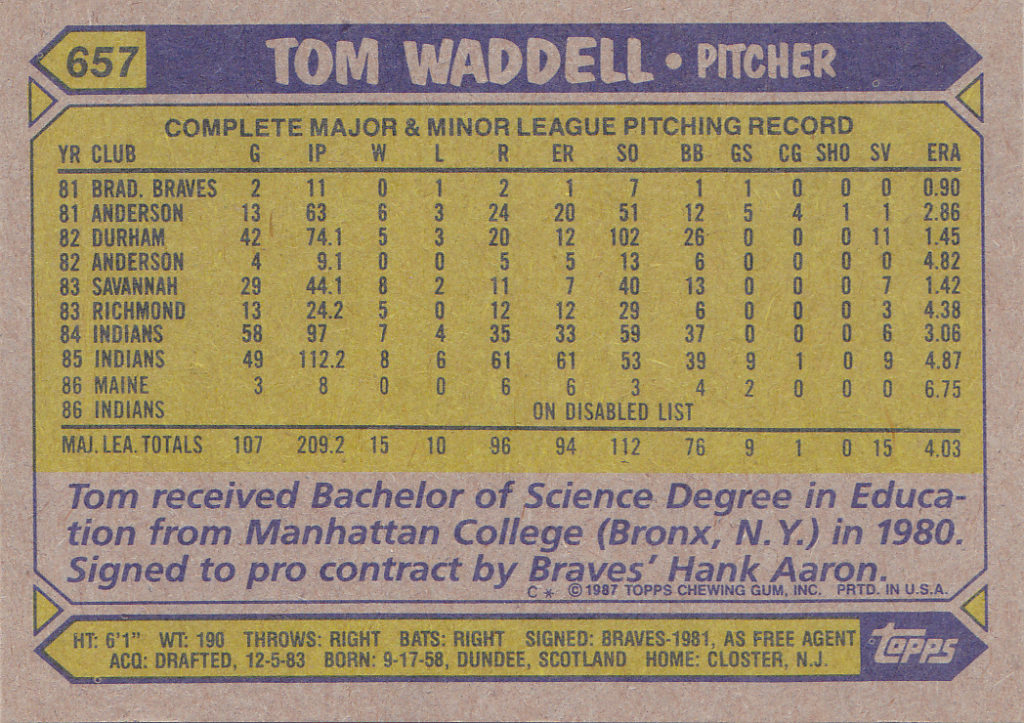 657 TOM WADDELL • PITCHER
COMPLETE MAJOR & MINOR LEAGUE PITCHING RECORD
YR CLUB G IP W L R ER SO BB GS CG SHO SV ERA
81 BRAD. BRAVES 2 11 0 1 2 1 7 1 1 0 0 0 0.90
81 ANDERSON 13 63 6 3 24 20 51 12 5 4 1 1 2.86
82 DURHAM 42 74.1 5 3 20 12 102 26 0 0 0 11 1.45
82 ANDERSON 4 9.1 0 0 5 5 13 6 0 0 0 0 4.82
83 SAVANNAH 29 44.1 8 2 11 7 40 13 0 0 0 7 1.42
83 RICHMOND 13 24.2 5 0 12 12 29 6 0 0 0 3 4.38
84 INDIANS 58 97 7 4 35 33 59 37 0 0 0 6 3.06
85 INDIANS 49 112.2 8 6 61 61 53 39 9 1 0 9 4.87
86 MAINE 3 8 0 0 6 6 3 4 2 0 0 0 6.75
86 INDIANS ON DISABLED LIST
MAJ. LEA. TOTALS 107 209.2 15 10 96 94 112 76 9 1 0 15 4.03
Tom received Bachelor of Science Degree in Educa-
tion from Manhattan College (Bronx, N.Y.) in 1980.
Signed to pro contract by Braves' Hank Aaron.
C * © 1987 TOPPS CHEWING GUM, INC. PRTD. IN U.S.A.
HT: 6'1" WT: 190 THROWS: RIGHT BATS: RIGHT SIGNED: BRAVES-1981, AS FREE AGENT
ACQ: DRAFTED, 12-5-83 BORN: 9-17-58, DUNDEE, SCOTLAND HOME: CLOSTER, N.J.
topps